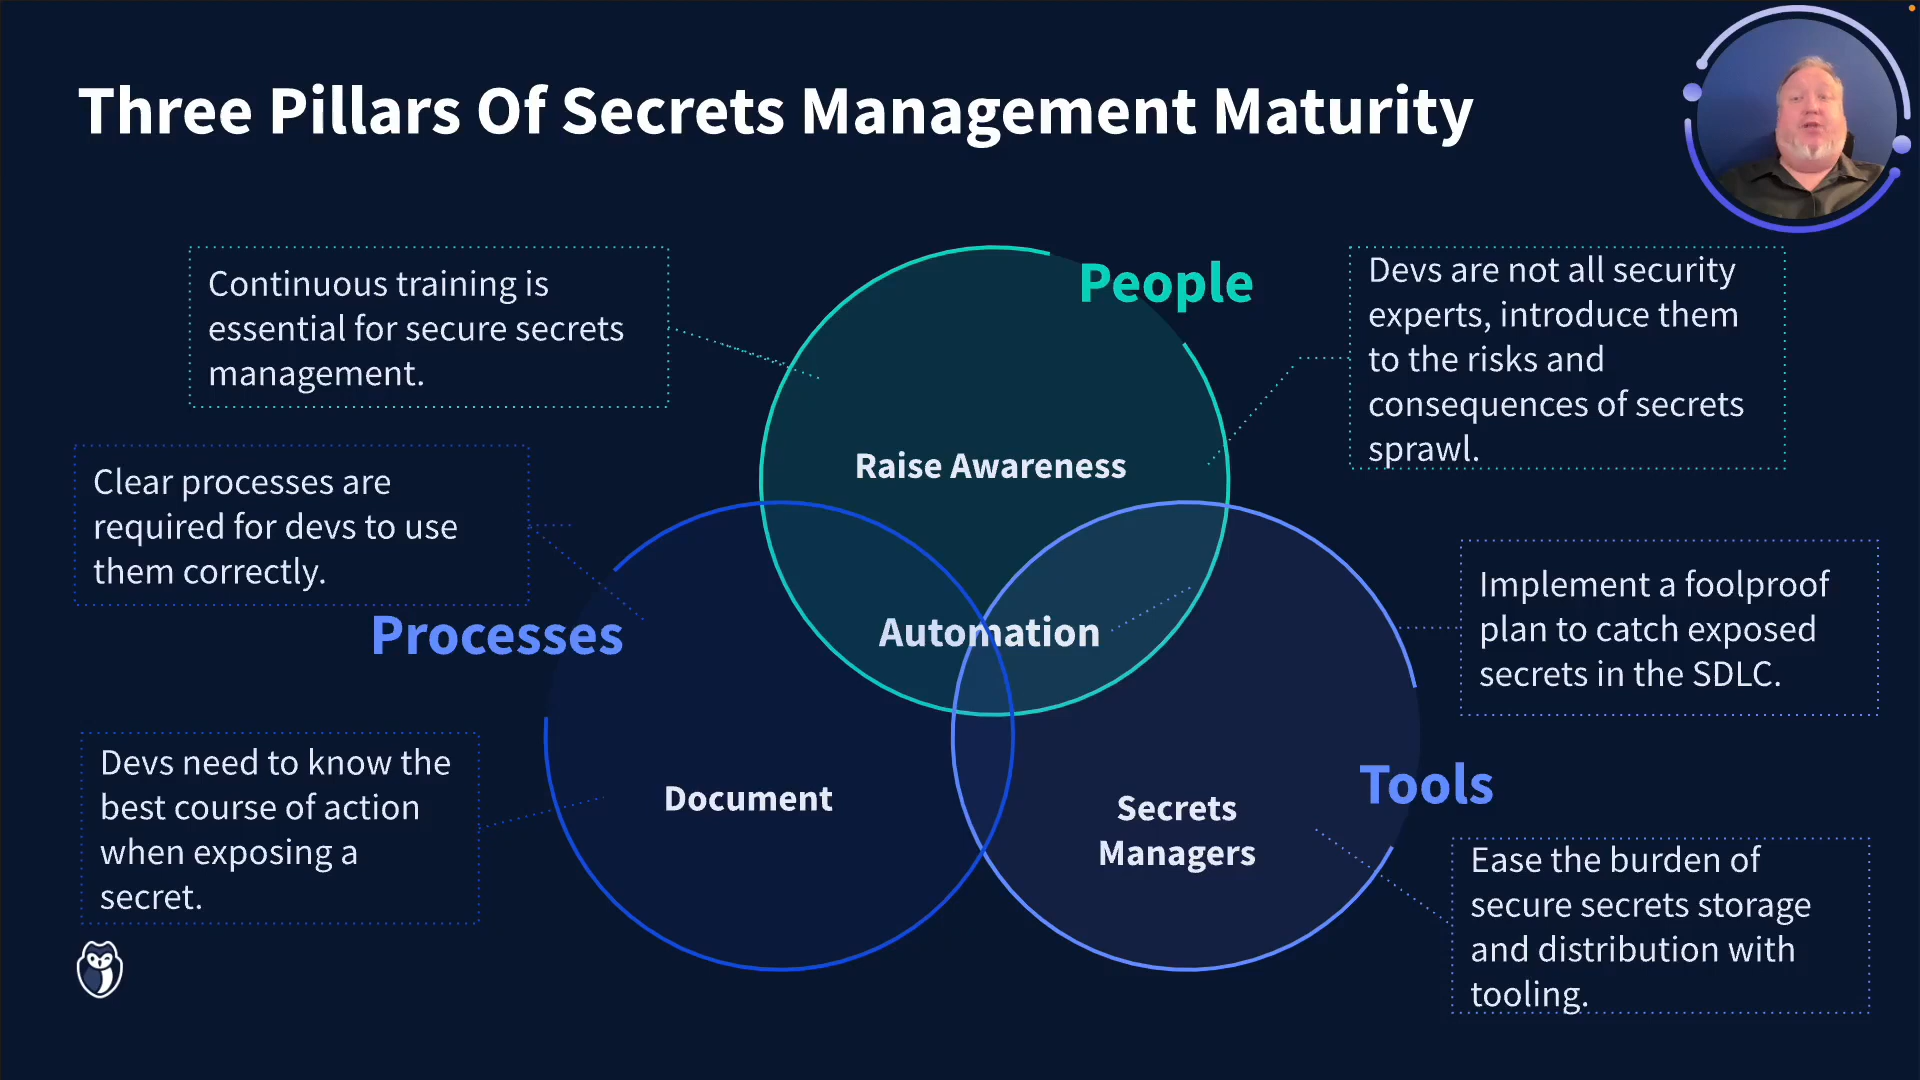 Three Pillars Of Secrets Management Maturity
Continuous training is
essential for secure secrets
management.
People
Devs are not all security
experts, introduce them
to the risks and
consequences of secrets
sprawl.
Raise Awareness
Clear processes are
required for devs to use
them correctly.
Processes
Automation
Implement a foolproof
plan to catch exposed
secrets in the SDLC.
Devs need to know the
best course of action
when exposing a
secret.
Document
Secrets
Managers
Tools
Ease the burden of
secure secrets storage
and distribution with
tooling.